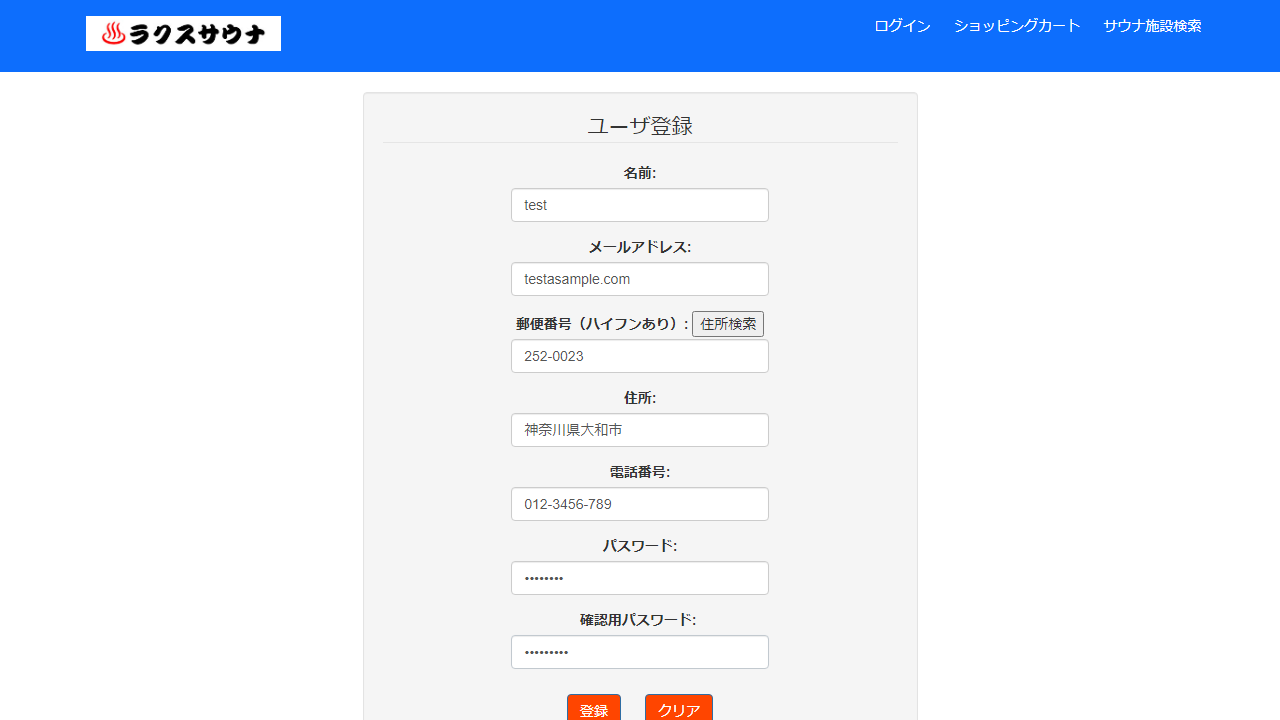 ラクスサウナ
ログイン ショッピングカート サウナ施設検索
ユーザ登録
名前:
test
メールアドレス:
testasample.com
郵便番号（ハイフンあり）: 住所検索
252-0023
住所:
神奈川県大和市
電話番号:
012-3456-789
パスワード:
••••••••
確認用パスワード:
•••••••••
登録 クリア